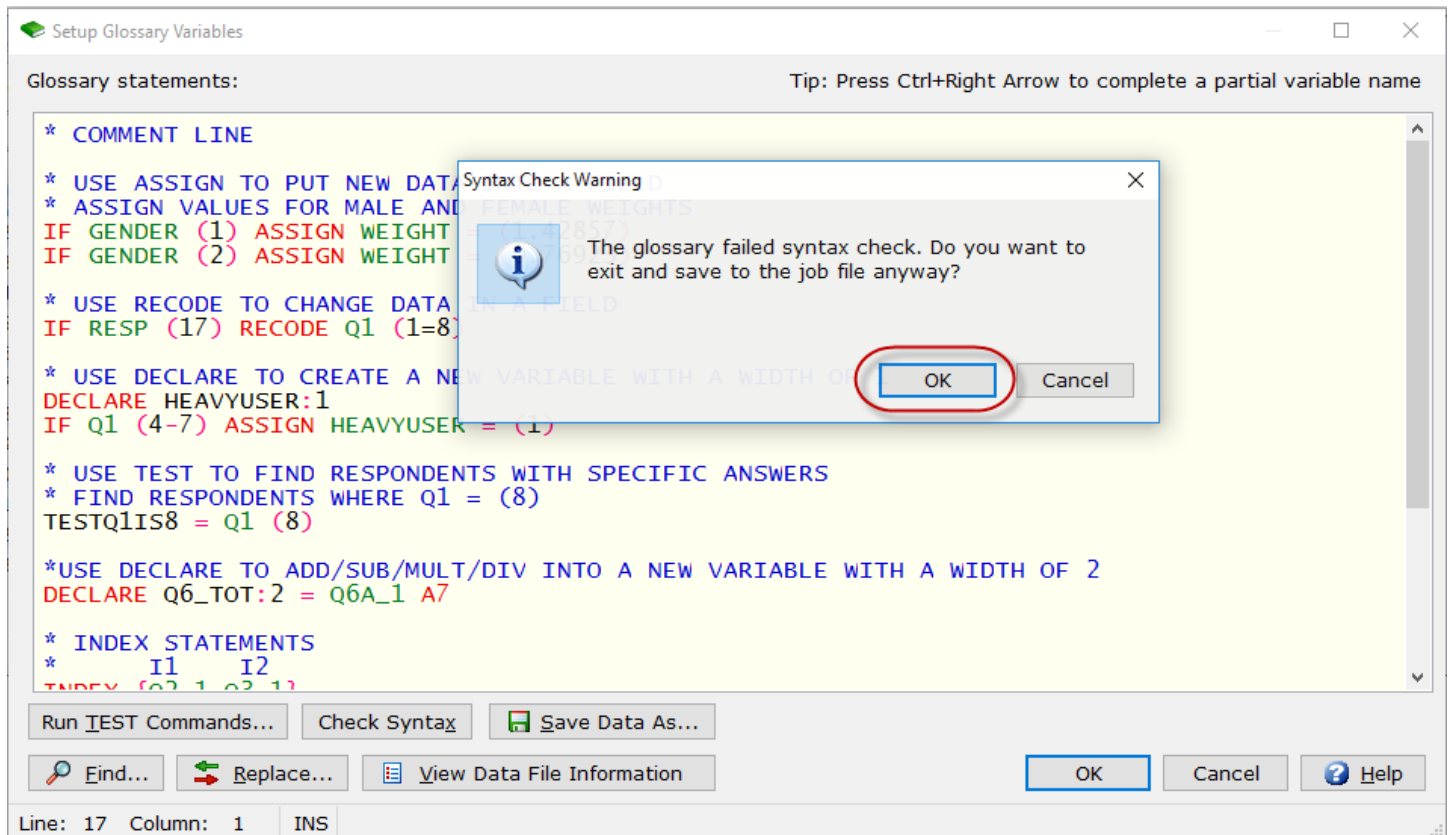 Setup Glossary Variables
Glossary statements:
Tip: Press Ctrl+Right Arrow to complete a partial variable name
* COMMENT LINE
* USE ASSIGN TO PUT NEW DATA
* ASSIGN VALUES FOR MALE AND FEMALE WEIGHTS
IF GENDER (1) ASSIGN WEIGHT = (1.42857)
IF GENDER (2) ASSIGN WEIGHT
* USE RECODE TO CHANGE DATA IN A FIELD
IF RESP (17) RECODE Q1 (1=8)
* USE DECLARE TO CREATE A NEW VARIABLE WITH A WIDTH OF
DECLARE HEAVYUSER:1
IF Q1 (4-7) ASSIGN HEAVYUSER = (1)
* USE TEST TO FIND RESPONDENTS WITH SPECIFIC ANSWERS
* FIND RESPONDENTS WHERE Q1 = (8)
TESTQ1IS8 = Q1 (8)
*USE DECLARE TO ADD/SUB/MULT/DIV INTO A NEW VARIABLE WITH A WIDTH OF 2
DECLARE Q6_TOT:2 = Q6A_1 A7
* INDEX STATEMENTS
* I1 I2
INDEX {Q2_1 Q3_1}
Syntax Check Warning
The glossary failed syntax check. Do you want to
exit and save to the job file anyway?
OK
Cancel
Run TEST Commands...
Check Syntax
Save Data As...
Find...
Replace...
View Data File Information
OK
Cancel
Help
Line: 17 Column: 1 INS